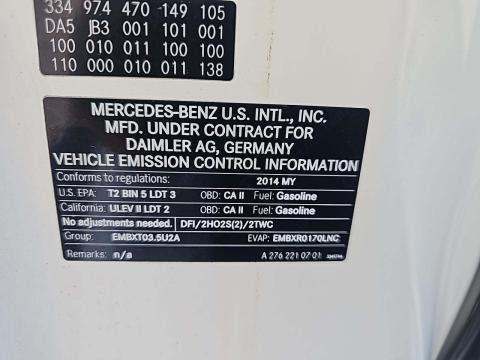 334 974 470 149 105
DA5 JB3 001 101 001
100 010 011 100 100
110 000 010 011 138
MERCEDES-BENZ U.S. INTL., INC.
MFD. UNDER CONTRACT FOR
DAIMLER AG, GERMANY
VEHICLE EMISSION CONTROL INFORMATION
Conforms to regulations: 2014 MY
U.S. EPA: T2 BIN 5 LDT 3 OBD: CA II Fuel: Gasoline
California: ULEV II LDT 2 OBD: CA II Fuel: Gasoline
No adjustments needed. DFI/2HO2S(2)/2TWC
Group: EMBXT03.5U2A EVAP: EMBXR0170LNC
Remarks: n/a A 276 221 07 01